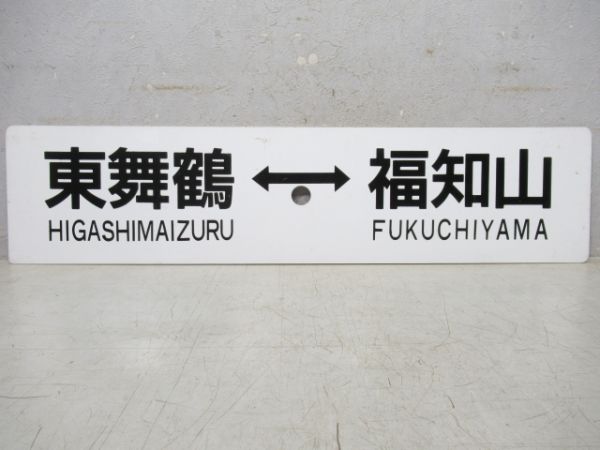 東舞鶴 ↔ 福知山
HIGASHIMAIZURU FUKUCHIYAMA